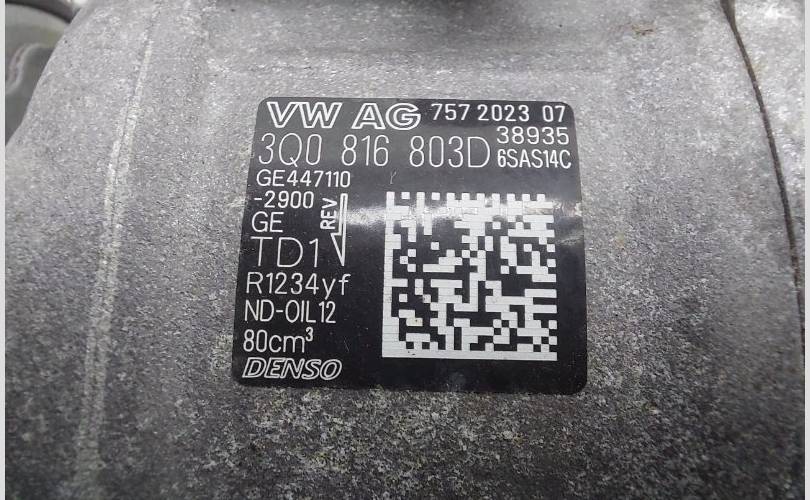 VW AG 757 2023 07
38935
3Q0 816 803D 6SAS14C
GE447110
-2900
REV
GE
TD1
R1234yf
ND-OIL12
80cm³
DENSO